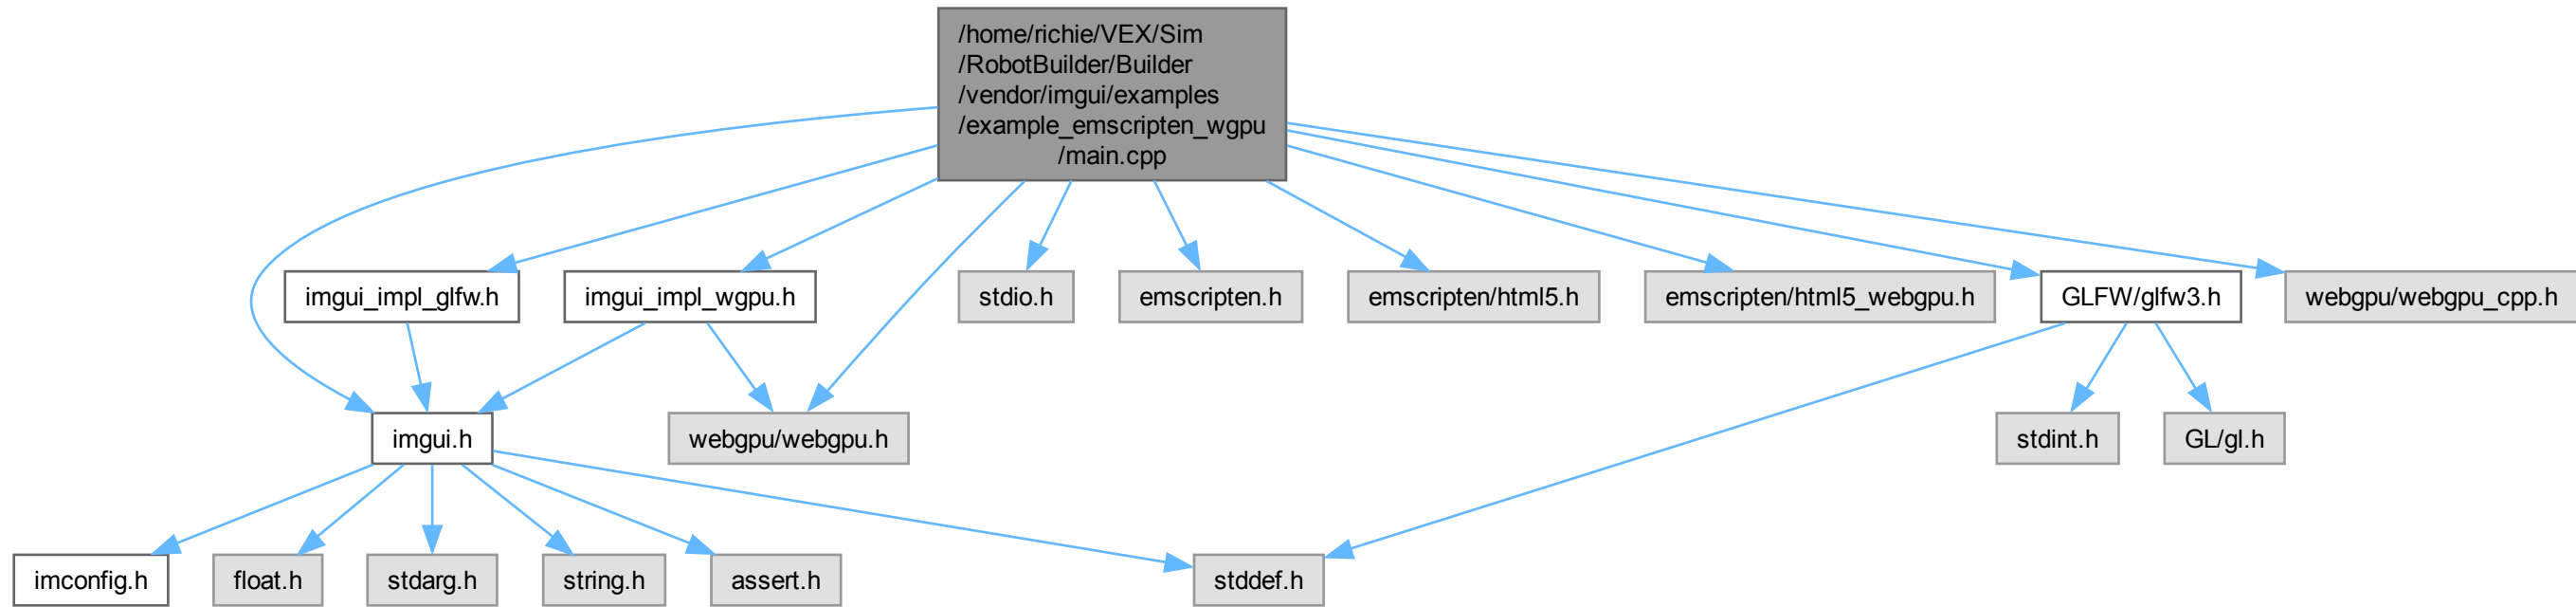 /home/richie/VEX/Sim
/RobotBuilder/Builder
/vendor/imgui/examples
/example_emscripten_wgpu
/main.cpp
imgui_impl_glfw.h
imgui_impl_wgpu.h
stdio.h
emscripten.h
emscripten/html5.h
emscripten/html5_webgpu.h
GLFW/glfw3.h
webgpu/webgpu_cpp.h
imgui.h
webgpu/webgpu.h
stdint.h
GL/gl.h
imconfig.h
float.h
stdarg.h
string.h
assert.h
stddef.h